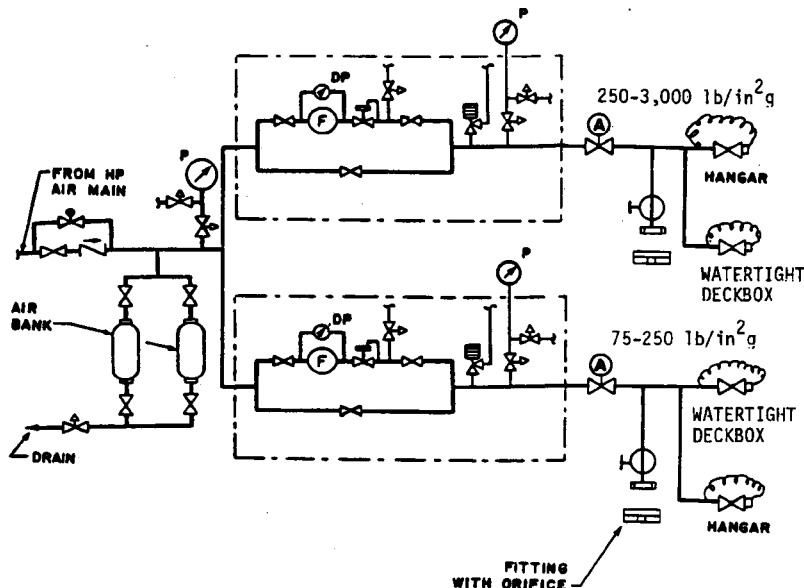 P
DP
F
250-3,000 lb/in²g
A
HANGAR
WATERTIGHT
DECKBOX
FROM HP
AIR MAIN
P
AIR
BANK
DRAIN
P
DP
F
75-250 lb/in²g
A
WATERTIGHT
DECKBOX
HANGAR
FITTING
WITH ORIFICE